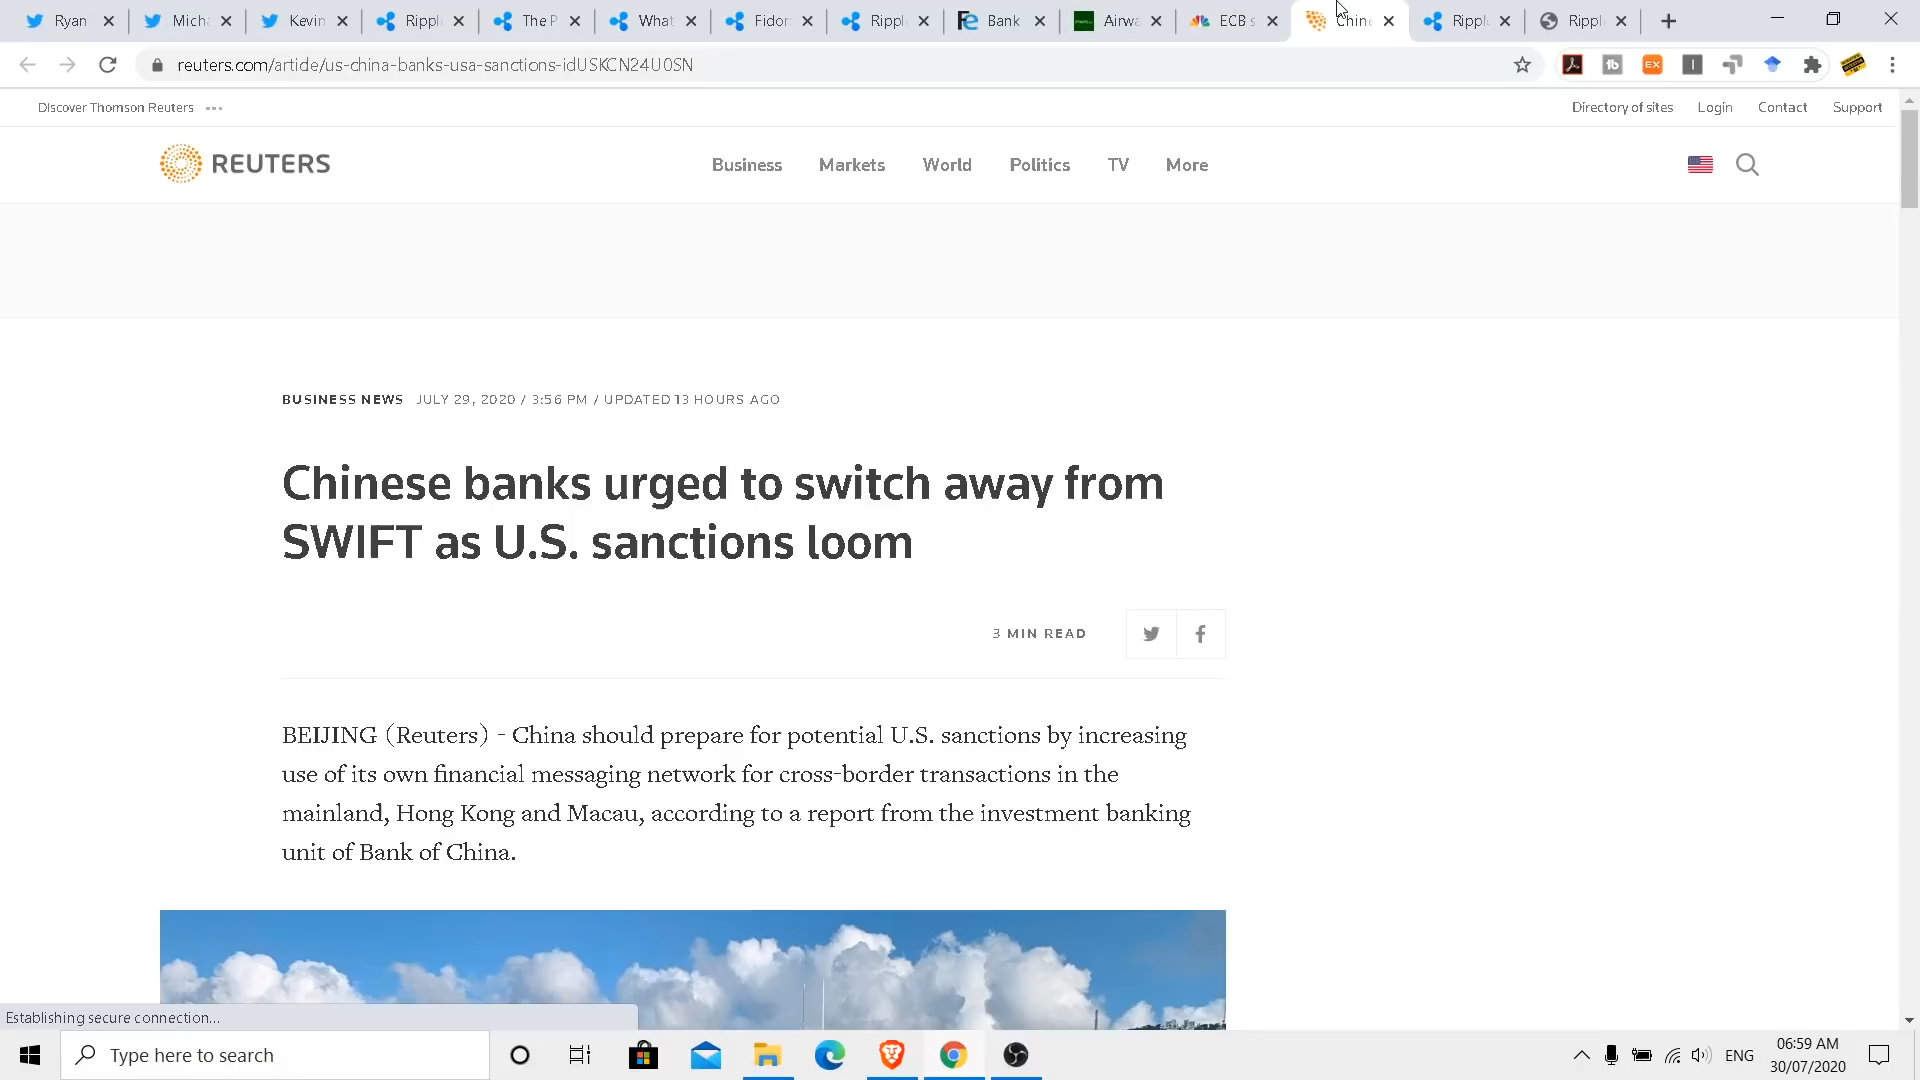 Ryan
Mich
Kevin
Rippl
The P
What
Fidor
Rippl
Bank
Airwa
ECB s
Chine
Rippl
Rippl
reuters.com/article/us-china-banks-usa-sanctions-idUSKCN24U0SN
Discover Thomson Reuters
Directory of sites Login Contact Support
REUTERS
Business Markets World Politics TV More
BUSINESS NEWS JULY 29, 2020 / 3:56 PM / UPDATED 13 HOURS AGO
Chinese banks urged to switch away from
SWIFT as U.S. sanctions loom
3 MIN READ
BEIJING (Reuters) - China should prepare for potential U.S. sanctions by increasing
use of its own financial messaging network for cross-border transactions in the
mainland, Hong Kong and Macau, according to a report from the investment banking
unit of Bank of China.
Establishing secure connection...
Type here to search
ENG
06:59 AM
30/07/2020